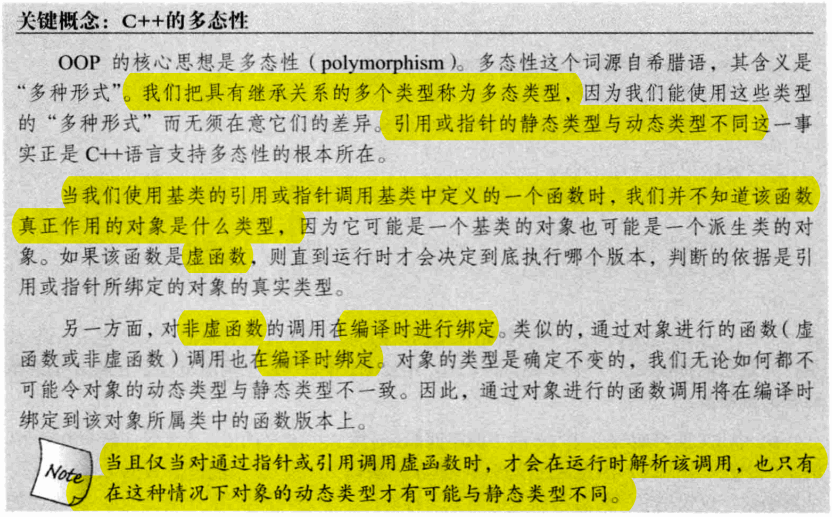 关键概念：C++的多态性
OOP 的核心思想是多态性（polymorphism）。多态性这个词源自希腊语，其含义是
“多种形式”。我们把具有继承关系的多个类型称为多态类型，因为我们能使用这些类型
的“多种形式”而无须在意它们的差异。引用或指针的静态类型与动态类型不同这一事
实正是 C++语言支持多态性的根本所在。
当我们使用基类的引用或指针调用基类中定义的一个函数时，我们并不知道该函数
真正作用的对象是什么类型，因为它可能是一个基类的对象也可能是一个派生类的对
象。如果该函数是虚函数，则直到运行时才会决定到底执行哪个版本，判断的依据是引
用或指针所绑定的对象的真实类型。
另一方面，对非虚函数的调用在编译时进行绑定。类似的，通过对象进行的函数（虚
函数或非虚函数）调用也在编译时绑定。对象的类型是确定不变的，我们无论如何都不
可能令对象的动态类型与静态类型不一致。因此，通过对象进行的函数调用将在编译时
绑定到该对象所属类中的函数版本上。
Note 当且仅当对通过指针或引用调用虚函数时，才会在运行时解析该调用，也只有
在这种情况下对象的动态类型才有可能与静态类型不同。